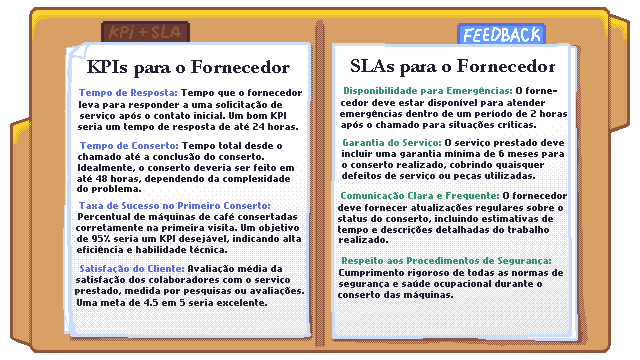 KPi + SLA
FEEDBACK
KPIs para o Fornecedor
Tempo de Resposta: Tempo que o fornecedor
leva para responder a uma solicitação de
serviço após o contato inicial. Um bom KPI
seria um tempo de resposta de até 24 horas.
Tempo de Conserto: Tempo total desde o
chamado até a conclusão do conserto.
Idealmente, o conserto deveria ser feito em
até 48 horas, dependendo da complexidade
do problema.
Taxa de Sucesso no Primeiro Conserto:
Percentual de máquinas de café consertadas
corretamente na primeira visita. Um objetivo
de 95% seria um KPI desejável, indicando alta
eficiência e habilidade técnica.
Satisfação do Cliente: Avaliação média da
satisfação dos colaboradores com o serviço
prestado, medida por pesquisas ou avaliações.
Uma meta de 4.5 em 5 seria excelente.
SLAs para o Fornecedor
Disponibilidade para Emergências: O forne-
cedor deve estar disponível para atender
emergências dentro de um período de 2 horas
após o chamado para situações críticas.
Garantia do Serviço: O serviço prestado deve
incluir uma garantia mínima de 6 meses para
o conserto realizado, cobrindo quaisquer
defeitos de serviço ou peças utilizadas.
Comunicação Clara e Frequente: O fornecedor
deve fornecer atualizações regulares sobre o
status do conserto, incluindo estimativas de
tempo e descrições detalhadas do trabalho
realizado.
Respeito aos Procedimentos de Segurança:
Cumprimento rigoroso de todas as normas de
segurança e saúde ocupacional durante o
conserto das máquinas.